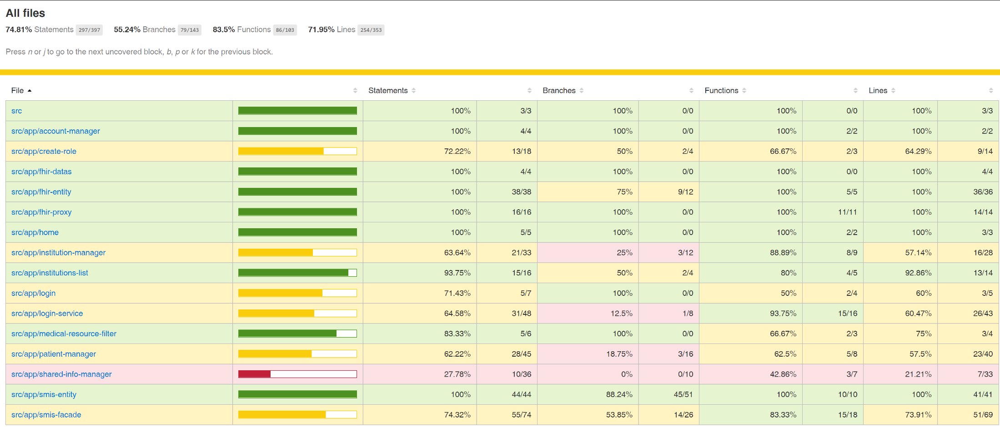 All files
74.81% Statements 297/397 55.24% Branches 79/143 83.5% Functions 86/103 71.95% Lines 254/353
Press n or j to go to the next uncovered block, b, p or k for the previous block.
File Statements Branches Functions Lines
src 100% 3/3 100% 0/0 100% 0/0 100% 3/3
src/app/account-manager 100% 4/4 100% 0/0 100% 2/2 100% 2/2
src/app/create-role 72.22% 13/18 50% 2/4 66.67% 2/3 64.29% 9/14
src/app/fhir-datas 100% 4/4 100% 0/0 100% 0/0 100% 4/4
src/app/fhir-entity 100% 38/38 75% 9/12 100% 5/5 100% 36/36
src/app/fhir-proxy 100% 16/16 100% 0/0 100% 11/11 100% 14/14
src/app/home 100% 5/5 100% 0/0 100% 2/2 100% 3/3
src/app/institution-manager 63.64% 21/33 25% 3/12 88.89% 8/9 57.14% 16/28
src/app/institutions-list 93.75% 15/16 50% 2/4 80% 4/5 92.86% 13/14
src/app/login 71.43% 5/7 100% 0/0 50% 2/4 60% 3/5
src/app/login-service 64.58% 31/48 12.5% 1/8 93.75% 15/16 60.47% 26/43
src/app/medical-resource-filter 83.33% 5/6 100% 0/0 66.67% 2/3 75% 3/4
src/app/patient-manager 62.22% 28/45 18.75% 3/16 62.5% 5/8 57.5% 23/40
src/app/shared-info-manager 27.78% 10/36 0% 0/10 42.86% 3/7 21.21% 7/33
src/app/smis-entity 100% 44/44 88.24% 45/51 100% 10/10 100% 41/41
src/app/smis-facade 74.32% 55/74 53.85% 14/26 83.33% 15/18 73.91% 51/69